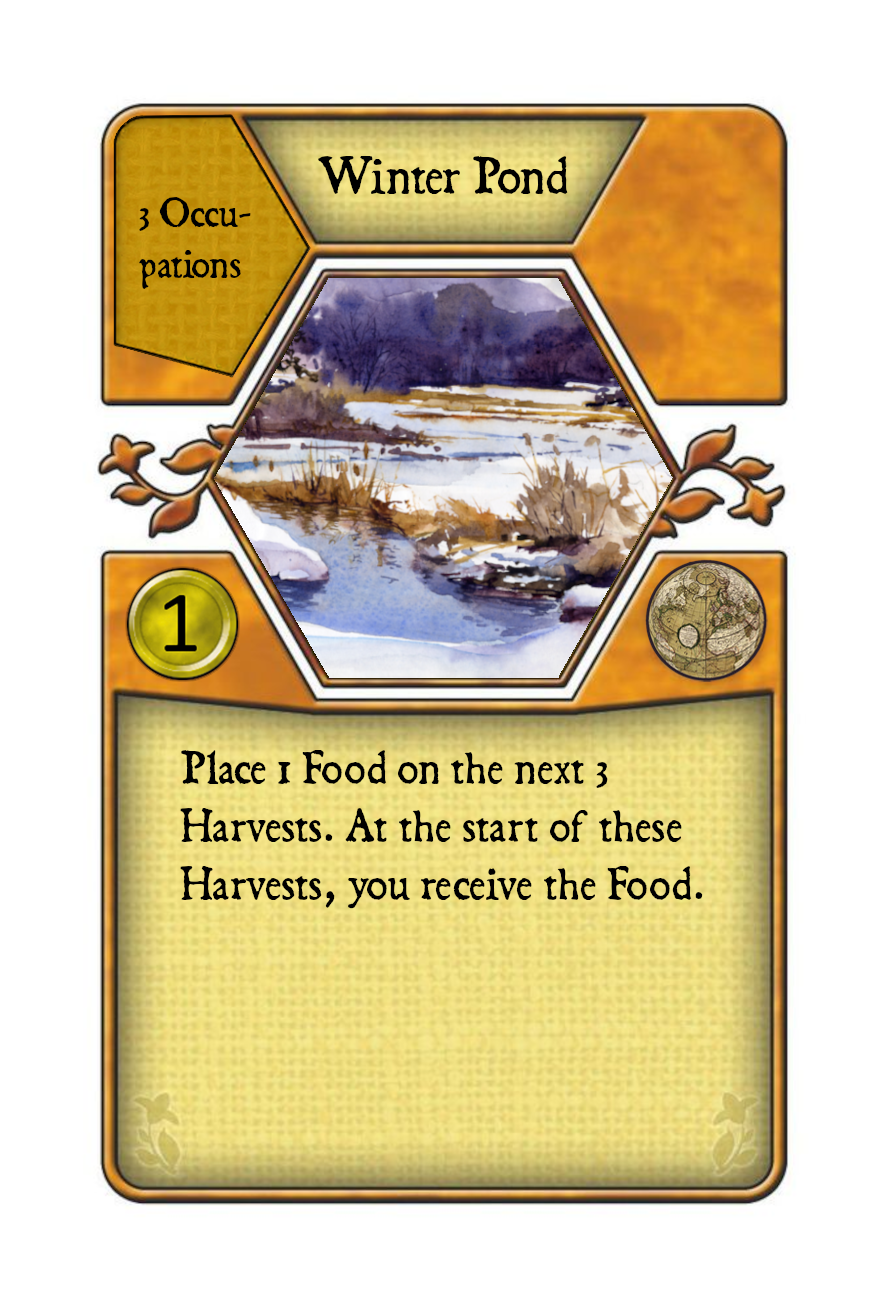 Winter Pond
3 Occu-
pations
1
Place 1 Food on the next 3
Harvests. At the start of these
Harvests, you receive the Food.